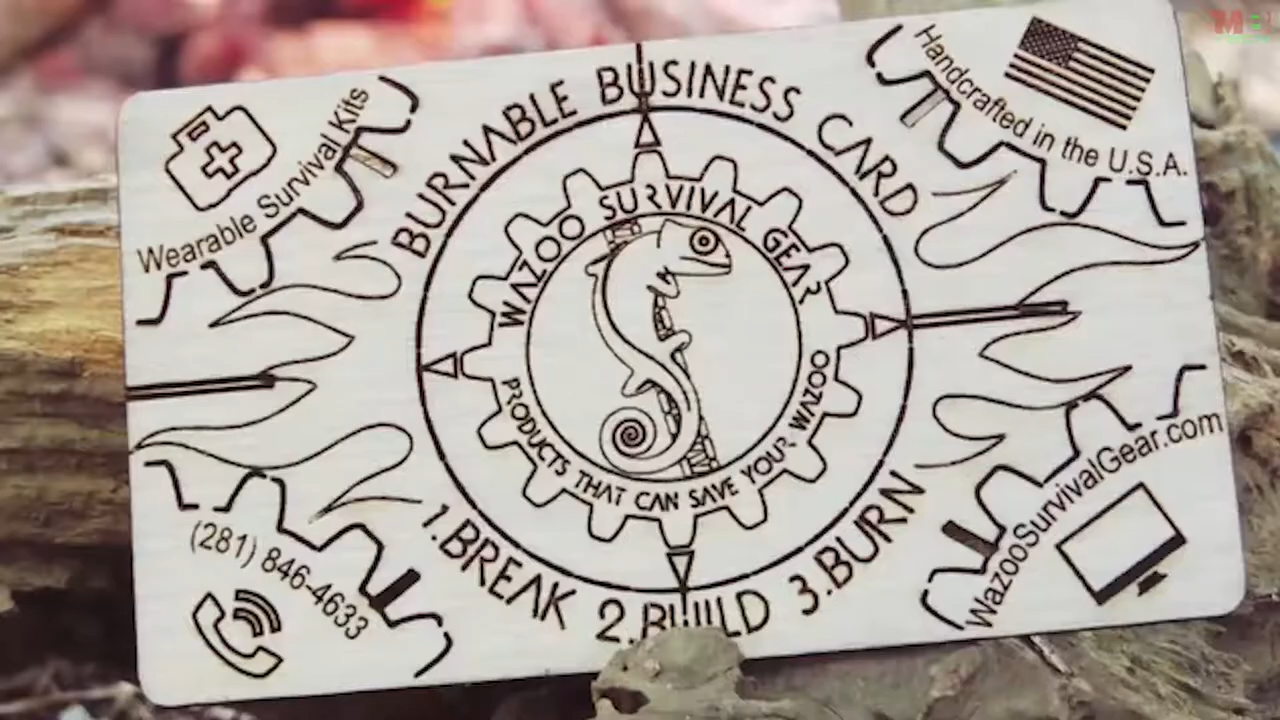 BURNABLE BUSINESS CARD
Wearable Survival Kits
Handcrafted in the U.S.A.
WAZOO SURVIVAL GEAR
PRODUCTS THAT CAN SAVE YOUR WAZOO
(281) 846-4633
WazooSurvivalGear.com
1.BREAK 2.BUILD 3.BURN